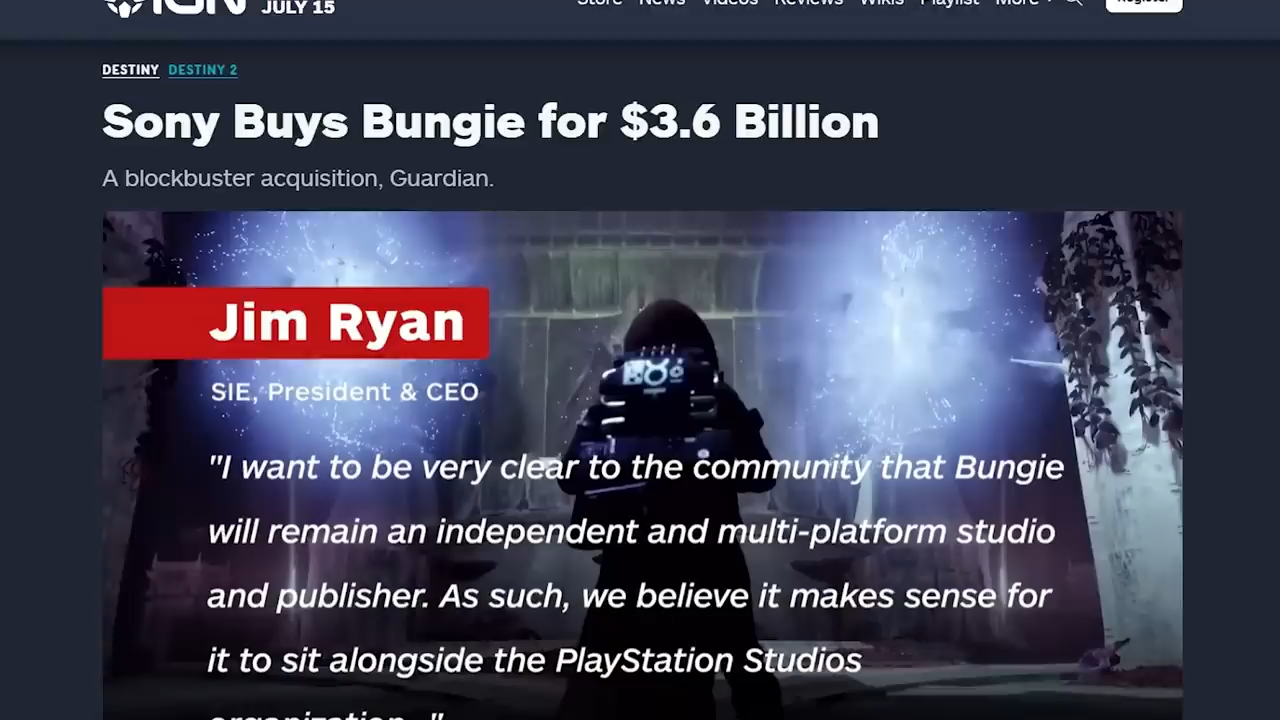 IGN JULY 15
Store News Videos Reviews Wikis Playlist More Register
DESTINY DESTINY 2
Sony Buys Bungie for $3.6 Billion
A blockbuster acquisition, Guardian.
Jim Ryan
SIE, President & CEO
"I want to be very clear to the community that Bungie
will remain an independent and multi-platform studio
and publisher. As such, we believe it makes sense for
it to sit alongside the PlayStation Studios
organization..."